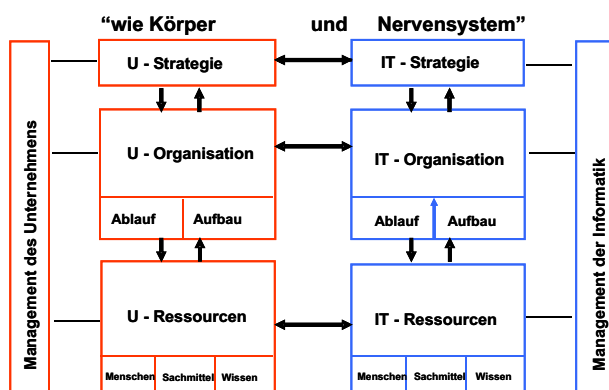 “wie Körper und Nervensystem”
U - Strategie
IT - Strategie
U - Organisation
IT - Organisation
Ablauf Aufbau
Ablauf Aufbau
U - Ressourcen
IT - Ressourcen
Menschen Sachmittel Wissen
Menschen Sachmittel Wissen
Management des Unternehmens
Management der Informatik